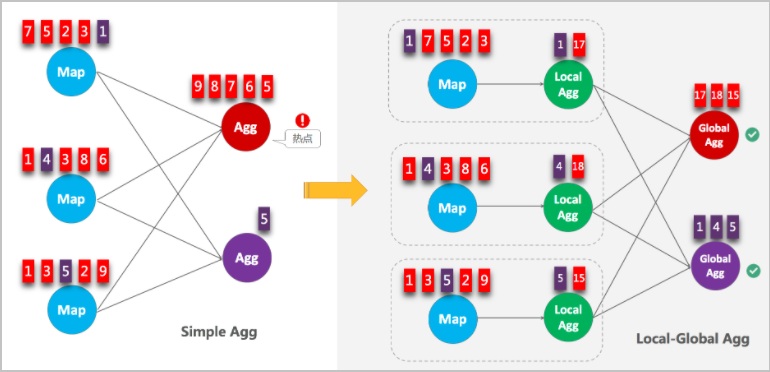 7 5 2 3 1
Map
9 8 7 6 5
Agg
热点
1 4 3 8 6
Map
5
Agg
1 3 5 2 9
Map
Simple Agg
1 7 5 2 3
Map
1 17
Local
Agg
17 18 15
Global
Agg
1 4 3 8 6
Map
4 18
Local
Agg
1 4 5
Global
Agg
1 3 5 2 9
Map
5 15
Local
Agg
Local-Global Agg